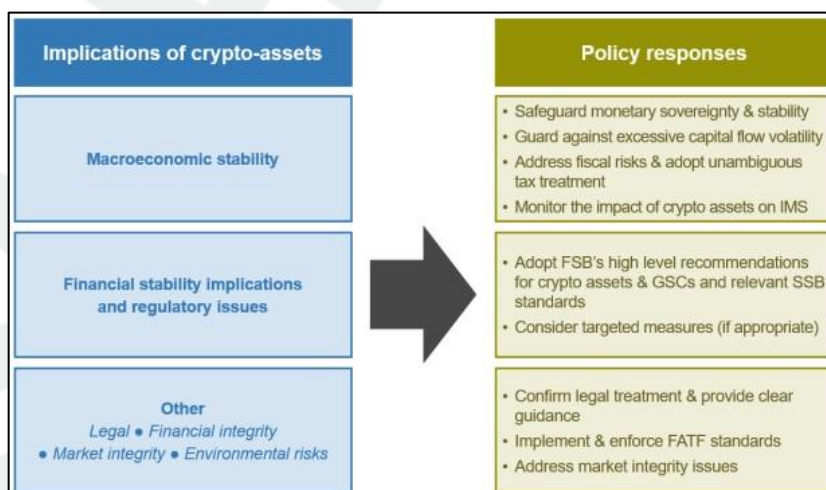 Implications of crypto-assets
Policy responses
Macroeconomic stability
• Safeguard monetary sovereignty & stability
• Guard against excessive capital flow volatility
• Address fiscal risks & adopt unambiguous
tax treatment
• Monitor the impact of crypto assets on IMS
Financial stability implications
and regulatory issues
• Adopt FSB's high level recommendations
for crypto assets & GSCs and relevant SSB
standards
• Consider targeted measures (if appropriate)
Other
Legal ● Financial integrity
● Market integrity ● Environmental risks
• Confirm legal treatment & provide clear
guidance
• Implement & enforce FATF standards
• Address market integrity issues